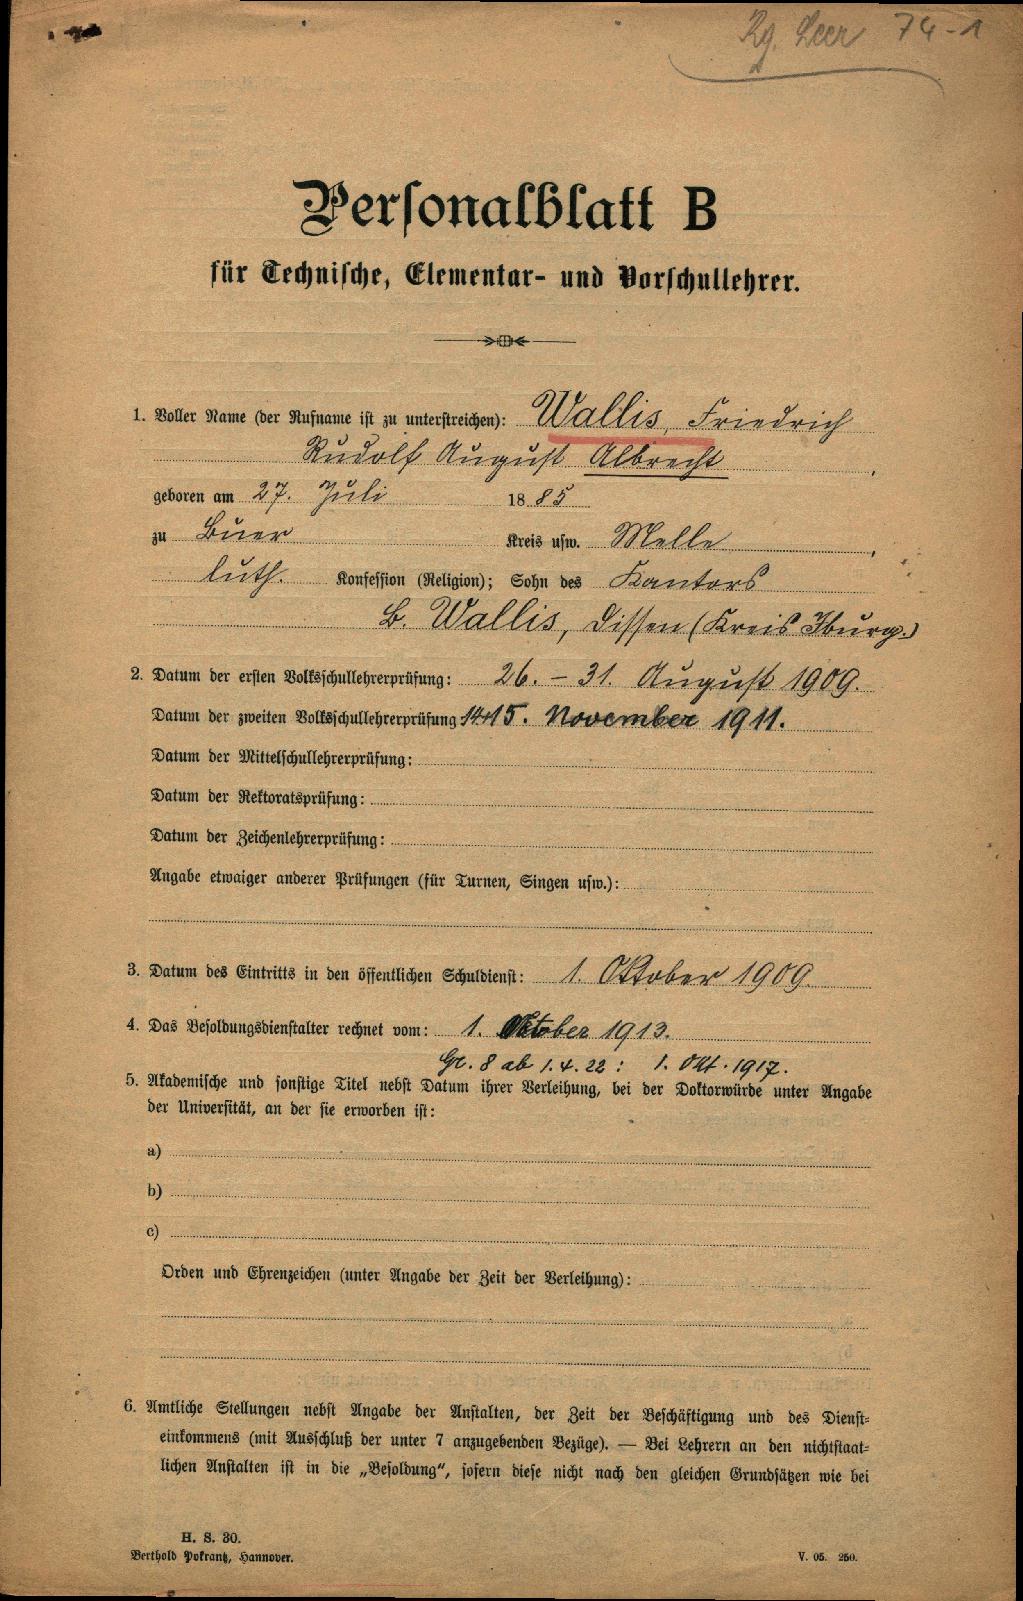 Rg. Leer 74-1
Personalblatt B
für Technische, Elementar- und Vorschullehrer.
1. Voller Name (der Rufname ist zu unterstreichen): Wallis, Friedrich
Rudolf August Albrecht,
geboren am 27. Juli 1885
zu Buer Kreis usw. Melle,
luth. Konfession (Religion); Sohn des Kantors
B. Wallis, Dissen (Kreis Iburg.)
2. Datum der ersten Volksschullehrerprüfung: 26. – 31. August 1909.
Datum der zweiten Volksschullehrerprüfung 14+15. November 1911.
Datum der Mittelschullehrerprüfung:
Datum der Rektoratsprüfung:
Datum der Zeichenlehrerprüfung:
Angabe etwaiger anderer Prüfungen (für Turnen, Singen usw.):
3. Datum des Eintritts in den öffentlichen Schuldienst: 1. Oktober 1909.
4. Das Besoldungsdienstalter rechnet vom: 1. Oktober 1913.
Gr. 8 ab 1.4.22: 1. Okt. 1917.
5. Akademische und sonstige Titel nebst Datum ihrer Verleihung, bei der Doktorwürde unter Angabe
der Universität, an der sie erworben ist:
a)
b)
c)
Orden und Ehrenzeichen (unter Angabe der Zeit der Verleihung):
6. Amtliche Stellungen nebst Angabe der Anstalten, der Zeit der Beschäftigung und des Dienst-
einkommens (mit Ausschluß der unter 7 anzugebenden Bezüge). — Bei Lehrern an den nichtstaat-
lichen Anstalten ist in die „Besoldung“, sofern diese nicht nach den gleichen Grundsätzen wie bei
H. S. 30.
Berthold Pokrantz, Hannover.
V. 05. 250.